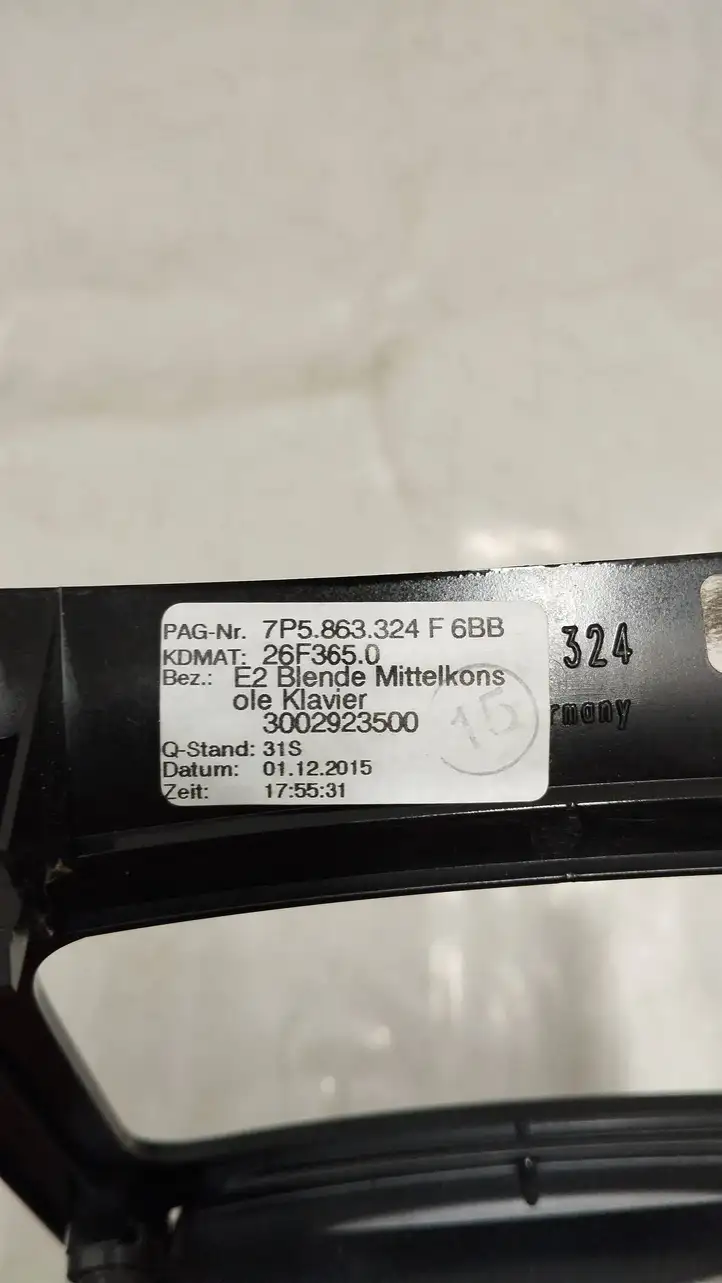 PAG-Nr. 7P5.863.324 F 6BB
KDMAT: 26F365.0
Bez.: E2 Blende Mittelkons
ole Klavier
3002923500
Q-Stand: 31S
Datum: 01.12.2015
Zeit: 17:55:31
15
324
rmany